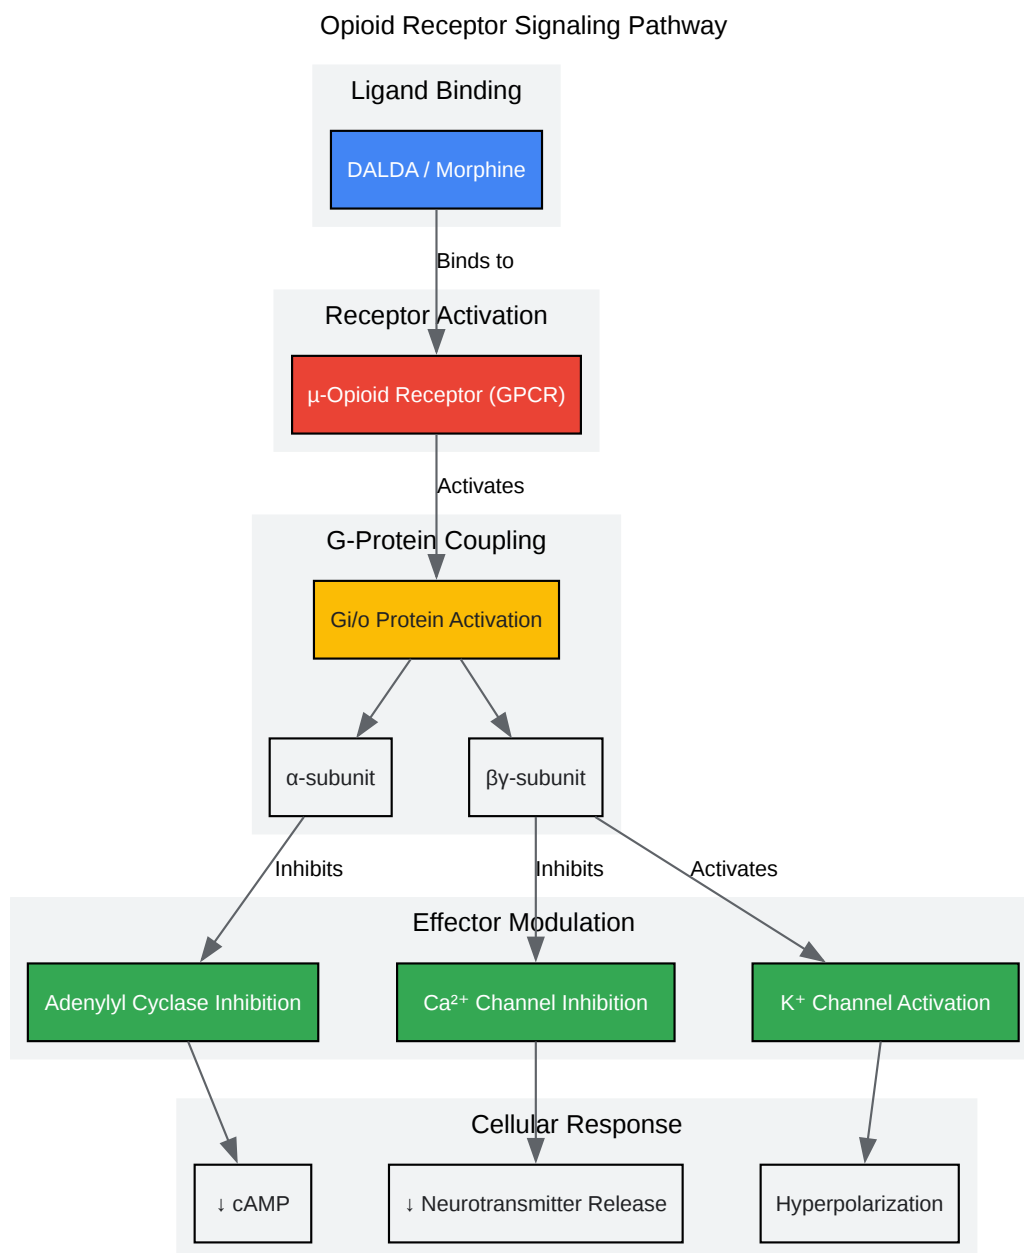 Opioid Receptor Signaling Pathway
Ligand Binding
DALDA / Morphine
Binds to
Receptor Activation
µ-Opioid Receptor (GPCR)
Activates
G-Protein Coupling
Gi/o Protein Activation
α-subunit
βγ-subunit
Inhibits
Inhibits
Activates
Effector Modulation
Adenylyl Cyclase Inhibition
Ca²⁺ Channel Inhibition
K⁺ Channel Activation
Cellular Response
↓ cAMP
↓ Neurotransmitter Release
Hyperpolarization